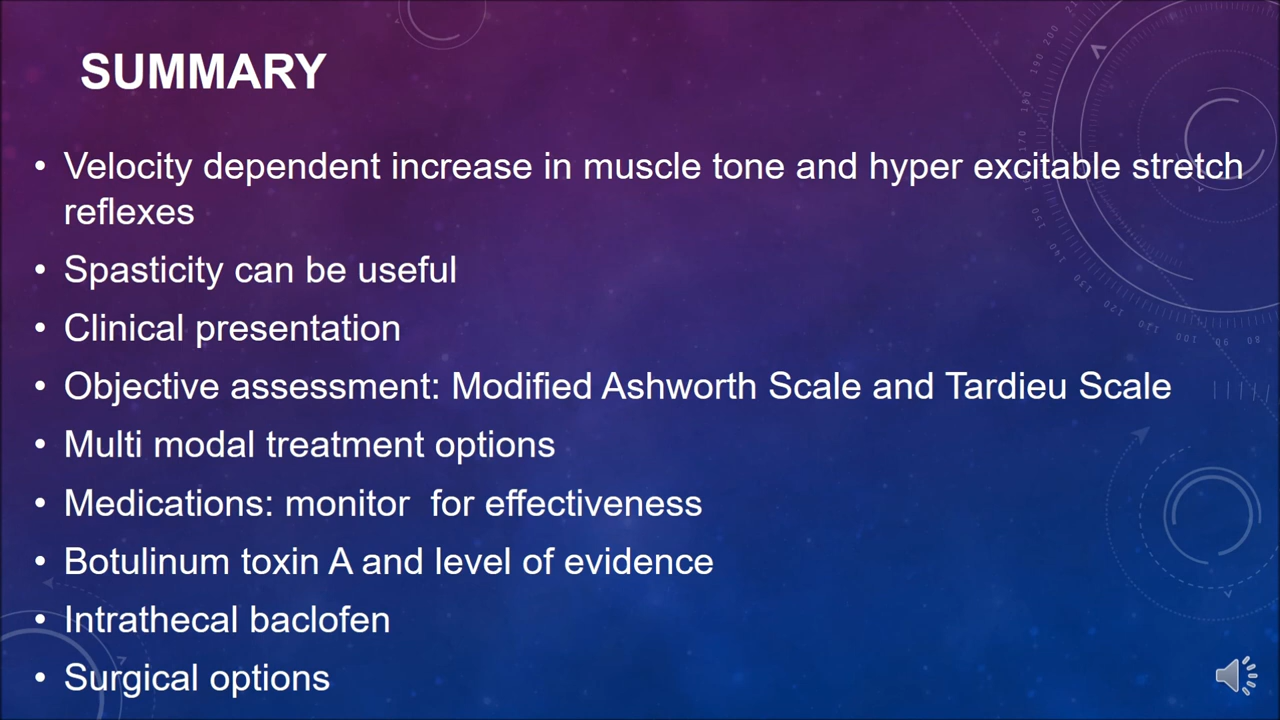 SUMMARY
• Velocity dependent increase in muscle tone and hyper excitable stretch
reflexes
• Spasticity can be useful
• Clinical presentation
• Objective assessment: Modified Ashworth Scale and Tardieu Scale
• Multi modal treatment options
• Medications: monitor  for effectiveness
• Botulinum toxin A and level of evidence
• Intrathecal baclofen
• Surgical options